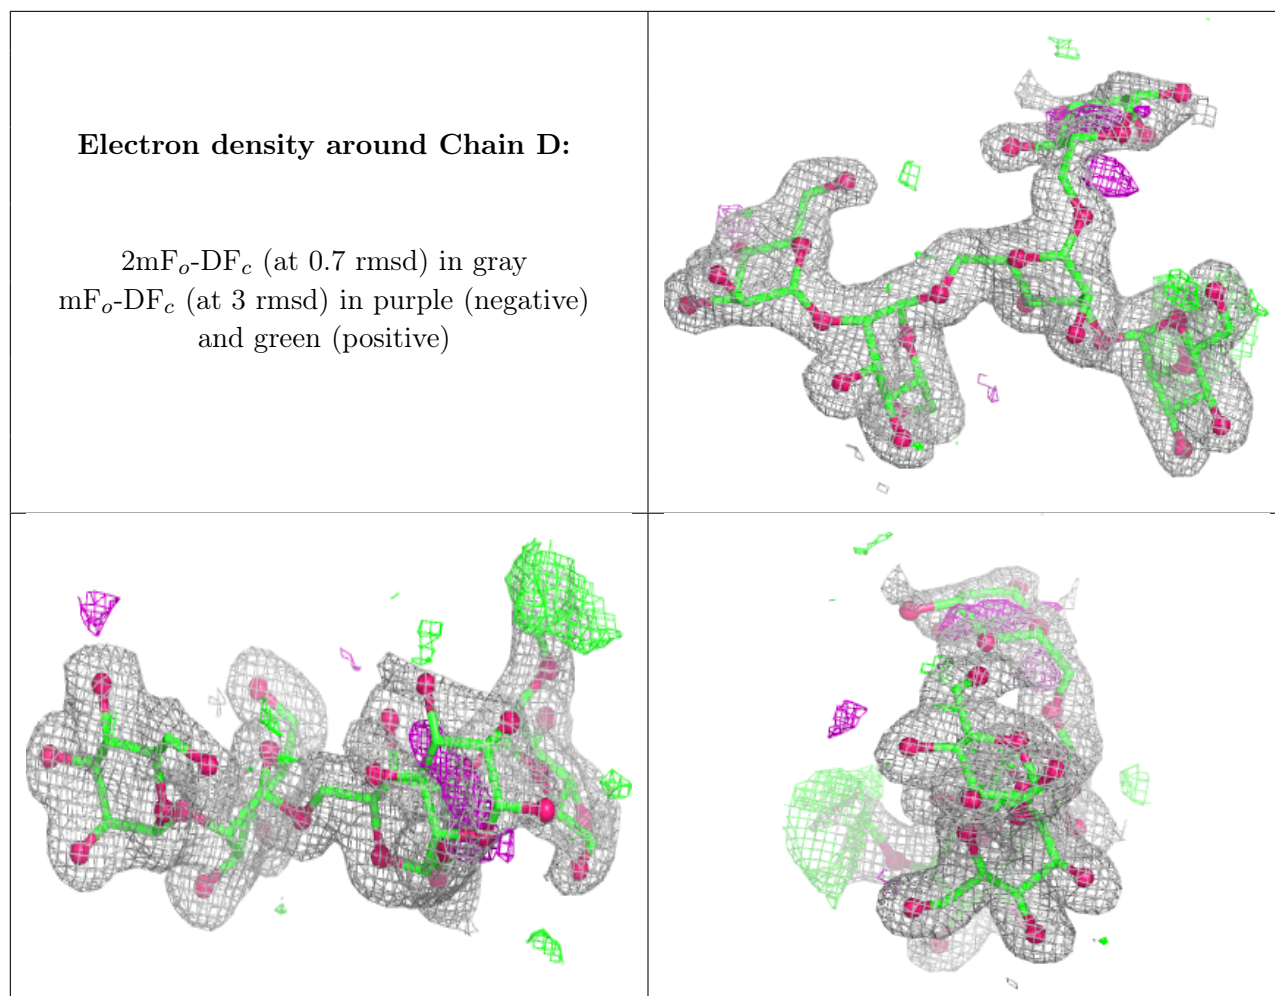 Electron density around Chain D:
2mFo-DFc (at 0.7 rmsd) in gray
mFo-DFc (at 3 rmsd) in purple (negative)
and green (positive)